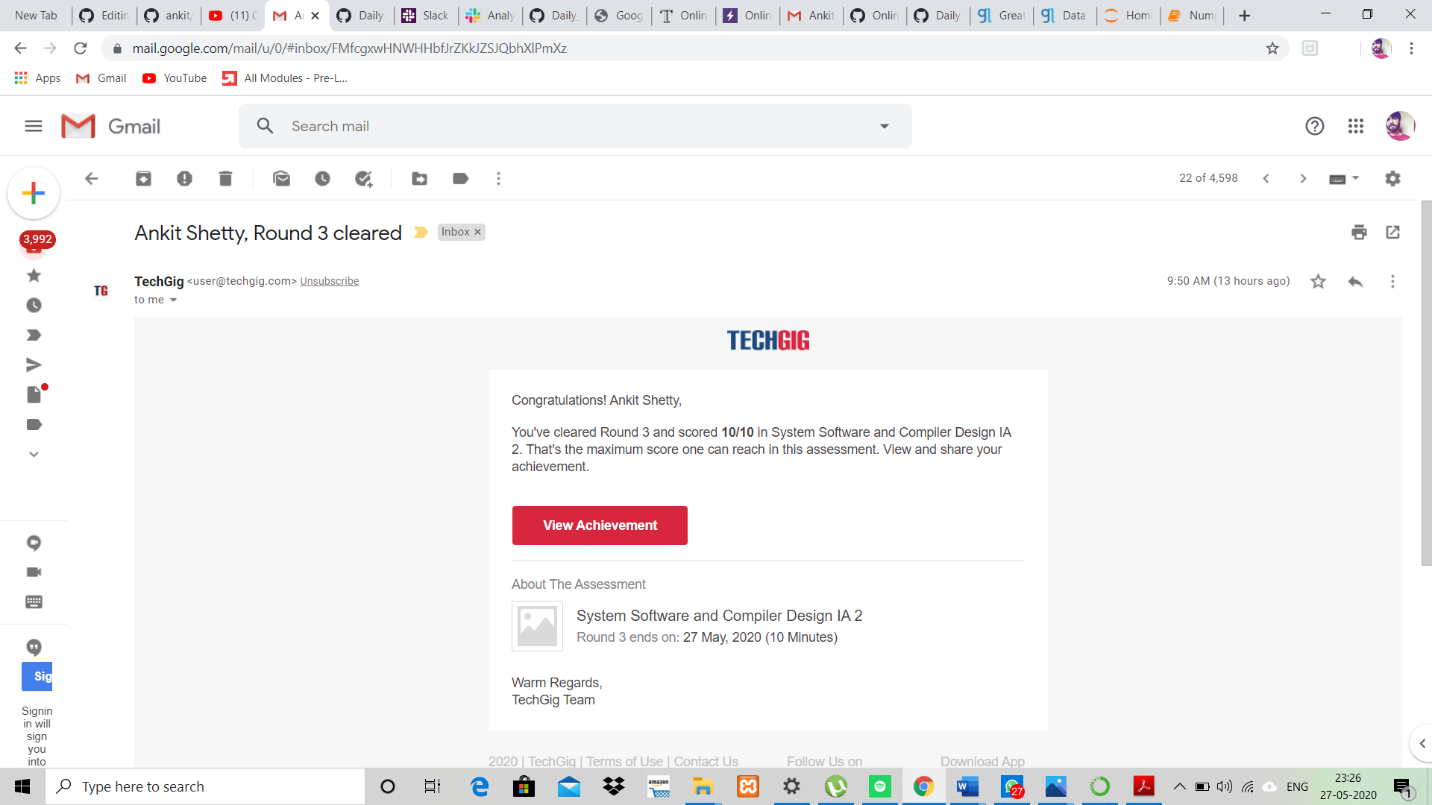 New Tab
Editin
ankit/
(11) C
A
Daily-
Slack
Analy
Daily_
Goog
Onlin
Onlin
Ankit
Onlin
Daily
Great
Data
Home
Nump
mail.google.com/mail/u/0/#inbox/FMfcgxwHNWHHbfJrZKkJZSJQbhXlPmXz
Apps
Gmail
YouTube
All Modules - Pre-L...
Gmail
Search mail
22 of 4,598
3,992
Ankit Shetty, Round 3 cleared
Inbox ×
TG
TechGig <user@techgig.com> Unsubscribe
9:50 AM (13 hours ago)
to me
TECHGIG
Congratulations! Ankit Shetty,
You've cleared Round 3 and scored 10/10 in System Software and Compiler Design IA
2. That's the maximum score one can reach in this assessment. View and share your
achievement.
View Achievement
About The Assessment
System Software and Compiler Design IA 2
Round 3 ends on: 27 May, 2020 (10 Minutes)
Warm Regards,
TechGig Team
2020 | TechGig | Terms of Use | Contact Us
Follow Us on
Download App
Sig
Signin
in will
sign
you
into
Type here to search
amazon
27
ENG
23:26
27-05-2020
1